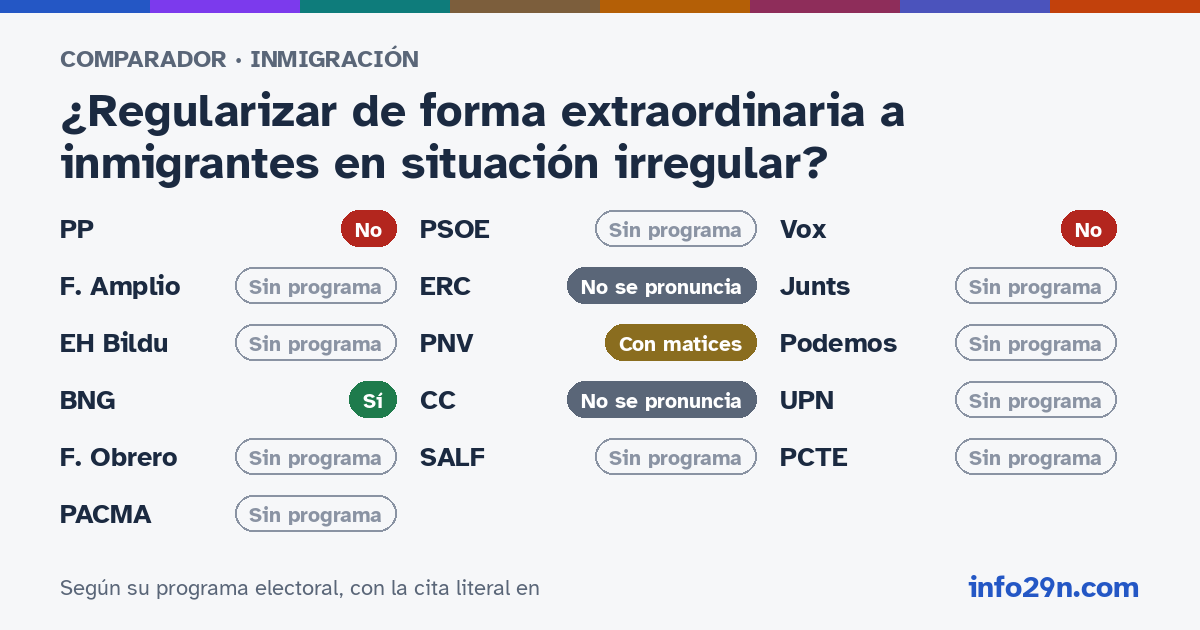 COMPARADOR · INMIGRACIÓN
¿Regularizar de forma extraordinaria a
inmigrantes en situación irregular?
PP No PSOE Sin programa Vox No
F. Amplio Sin programa ERC No se pronuncia Junts Sin programa
EH Bildu Sin programa PNV Con matices Podemos Sin programa
BNG Sí CC No se pronuncia UPN Sin programa
F. Obrero Sin programa SALF Sin programa PCTE Sin programa
PACMA Sin programa
Según su programa electoral, con la cita literal en info29n.com